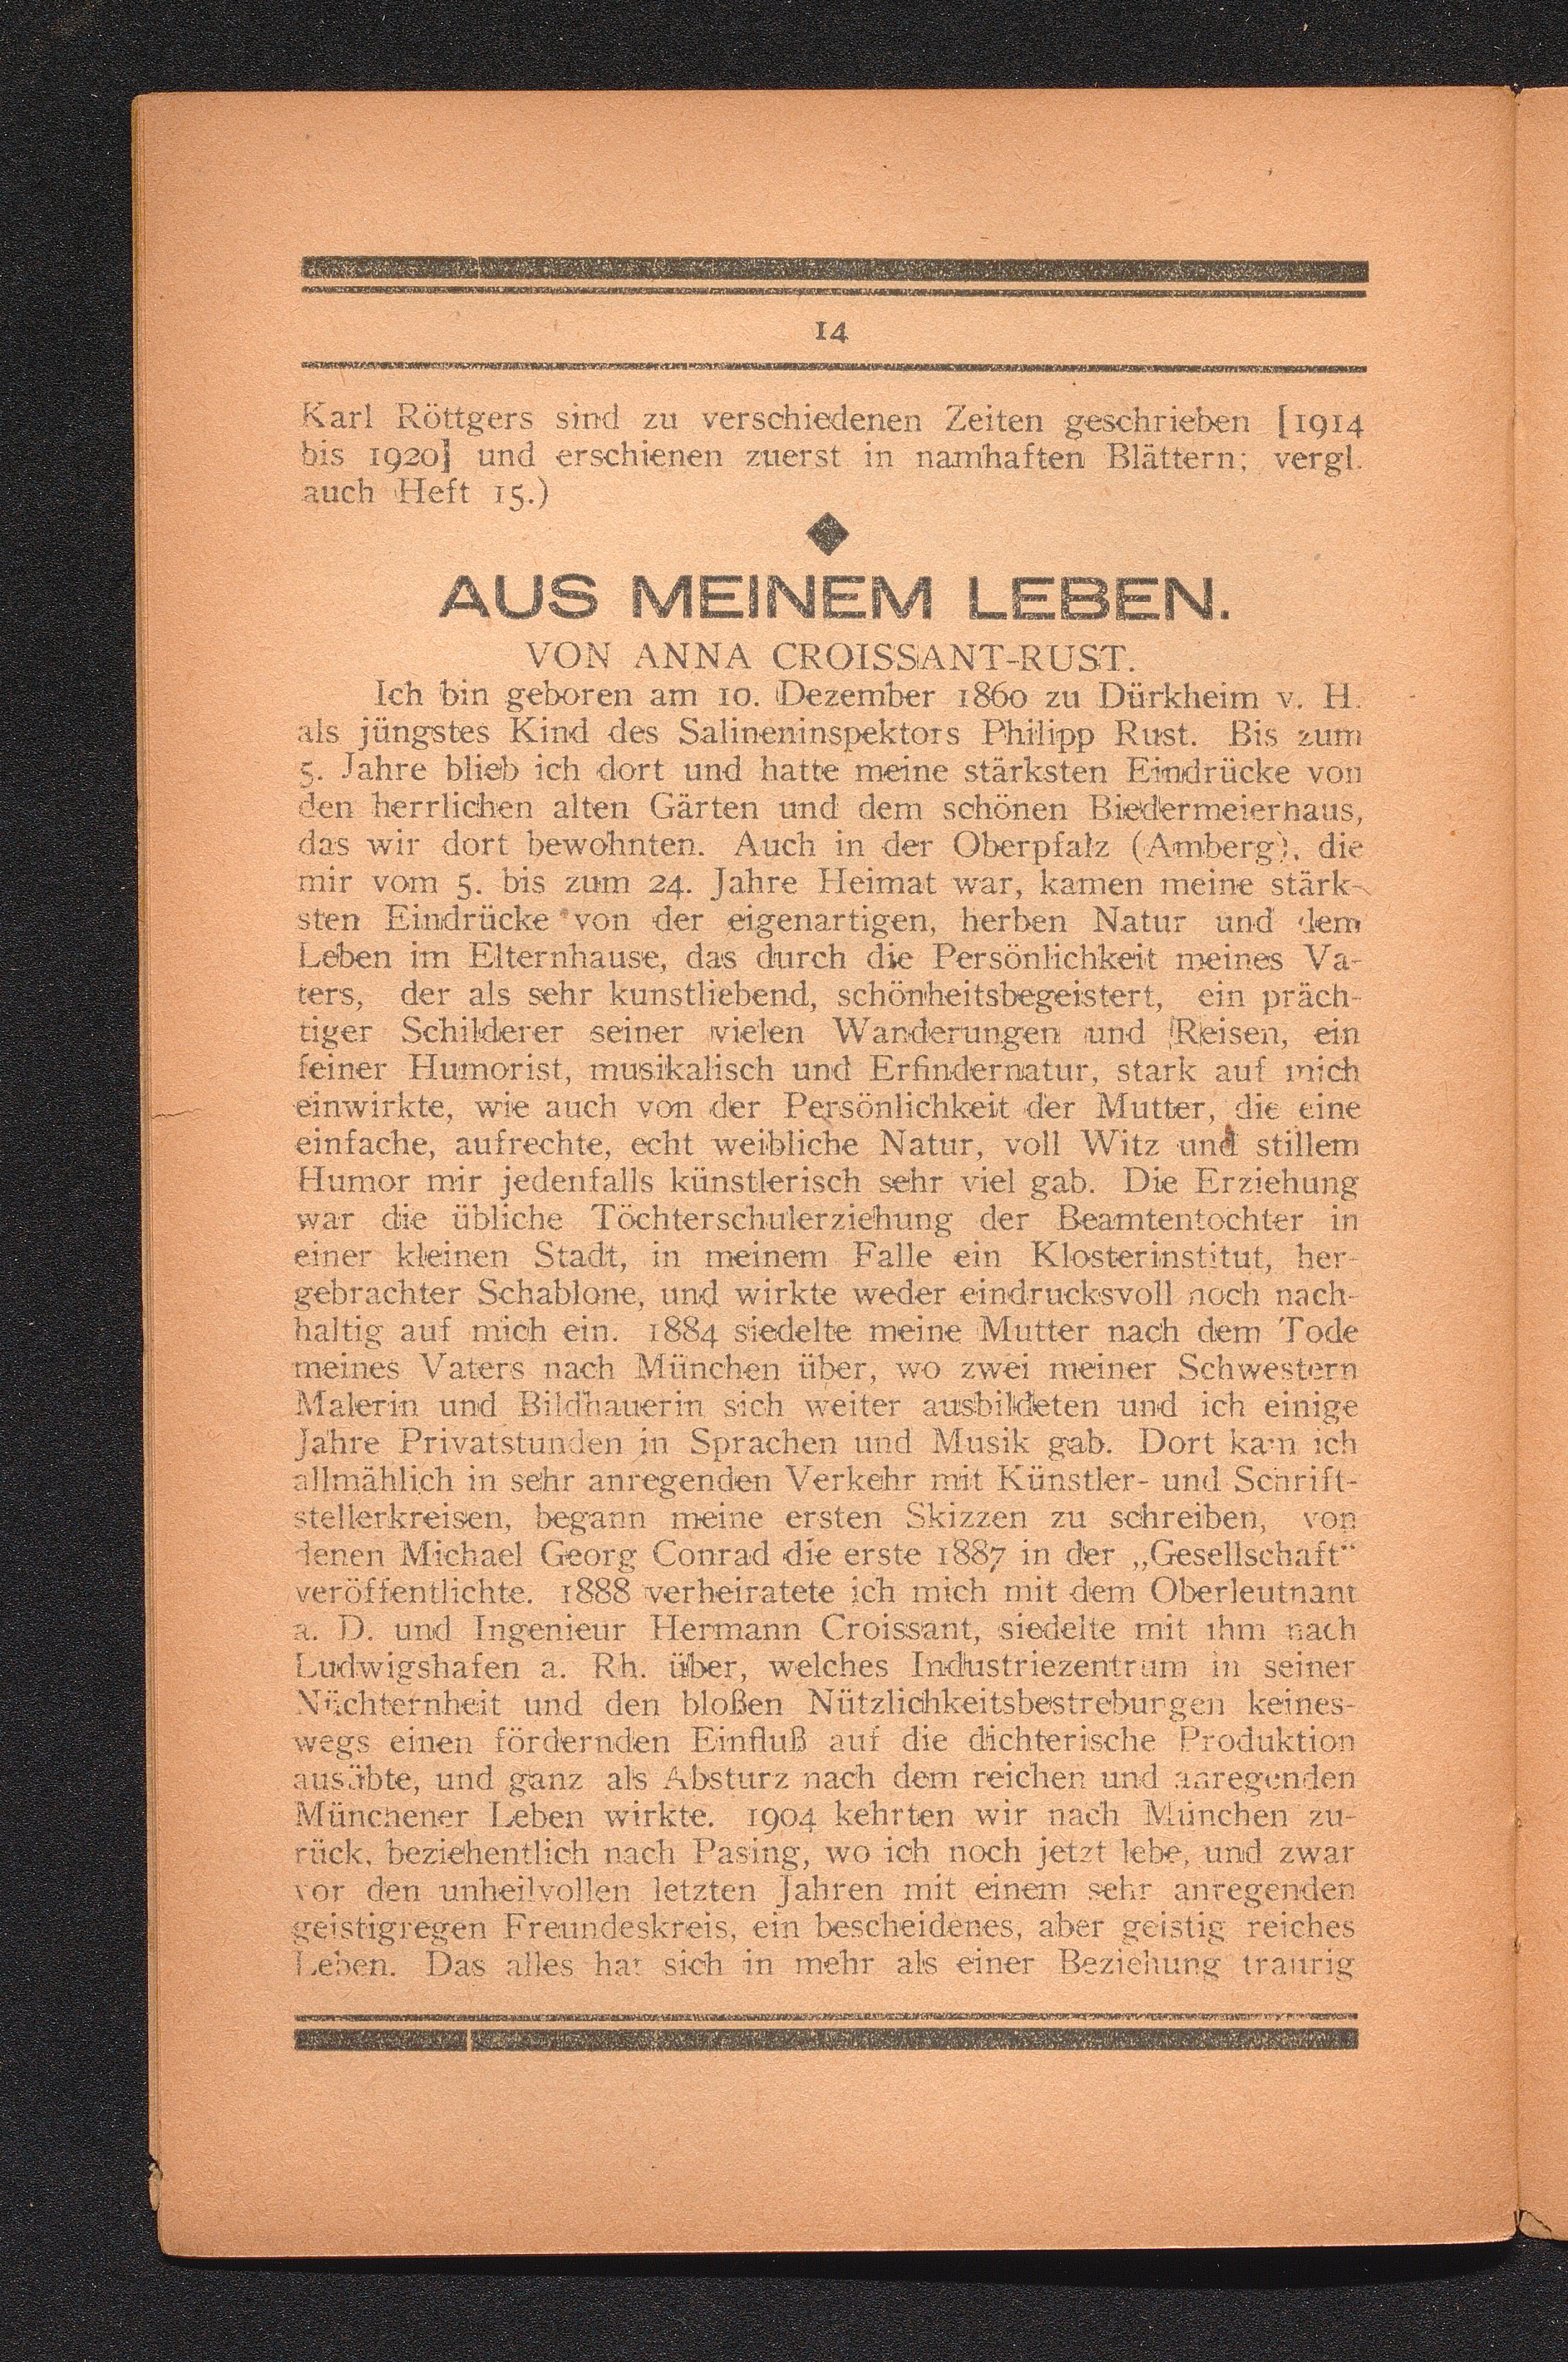 14
Karl Röttgers sind zu verschiedenen Zeiten geschrieben [1914
bis 1920] und erschienen zuerst in namhaften Blättern; vergl.
auch Heft 15.)
AUS MEINEM LEBEN.
VON ANNA CROISSANT-RUST.
Ich bin geboren am 10. Dezember 1860 zu Dürkheim v. H.
als jüngstes Kind des Salineninspektors Philipp Rust. Bis zum
5. Jahre blieb ich dort und hatte meine stärksten Eindrücke von
den herrlichen alten Gärten und dem schönen Biedermeierhaus,
das wir dort bewohnten. Auch in der Oberpfalz (Amberg), die
mir vom 5. bis zum 24. Jahre Heimat war, kamen meine stärk-
sten Eindrücke von der eigenartigen, herben Natur und dem
Leben im Elternhause, das durch die Persönlichkeit meines Va-
ters, der als sehr kunstliebend, schönheitsbegeistert, ein präch-
tiger Schilderer seiner vielen Wanderungen und Reisen, ein
feiner Humorist, musikalisch und Erfindernatur, stark auf mich
einwirkte, wie auch von der Persönlichkeit der Mutter, die eine
einfache, aufrechte, echt weibliche Natur, voll Witz und stillem
Humor mir jedenfalls künstlerisch sehr viel gab. Die Erziehung
war die übliche Töchterschulerziehung der Beamtentochter in
einer kleinen Stadt, in meinem Falle ein Klosterinstitut, her-
gebrachter Schablone, und wirkte weder eindrucksvoll noch nach-
haltig auf mich ein. 1884 siedelte meine Mutter nach dem Tode
meines Vaters nach München über, wo zwei meiner Schwestern
Malerin und Bildhauerin sich weiter ausbildeten und ich einige
Jahre Privatstunden in Sprachen und Musik gab. Dort kam ich
allmählich in sehr anregenden Verkehr mit Künstler- und Schrift-
stellerkreisen, begann meine ersten Skizzen zu schreiben, von
denen Michael Georg Conrad die erste 1887 in der „Gesellschaft“
veröffentlichte. 1888 verheiratete ich mich mit dem Oberleutnant
a. D. und Ingenieur Hermann Croissant, siedelte mit ihm nach
Ludwigshafen a. Rh. über, welches Industriezentrum in seiner
Nüchternheit und den bloßen Nützlichkeitsbestrebungen keines-
wegs einen fördernden Einfluß auf die dichterische Produktion
ausübte, und ganz als Absturz nach dem reichen und anregenden
Münchener Leben wirkte. 1904 kehrten wir nach München zu-
rück, beziehentlich nach Pasing, wo ich noch jetzt lebe, und zwar
vor den unheilvollen letzten Jahren mit einem sehr anregenden
geistigregen Freundeskreis, ein bescheidenes, aber geistig reiches
Leben. Das alles hat sich in mehr als einer Beziehung traurig